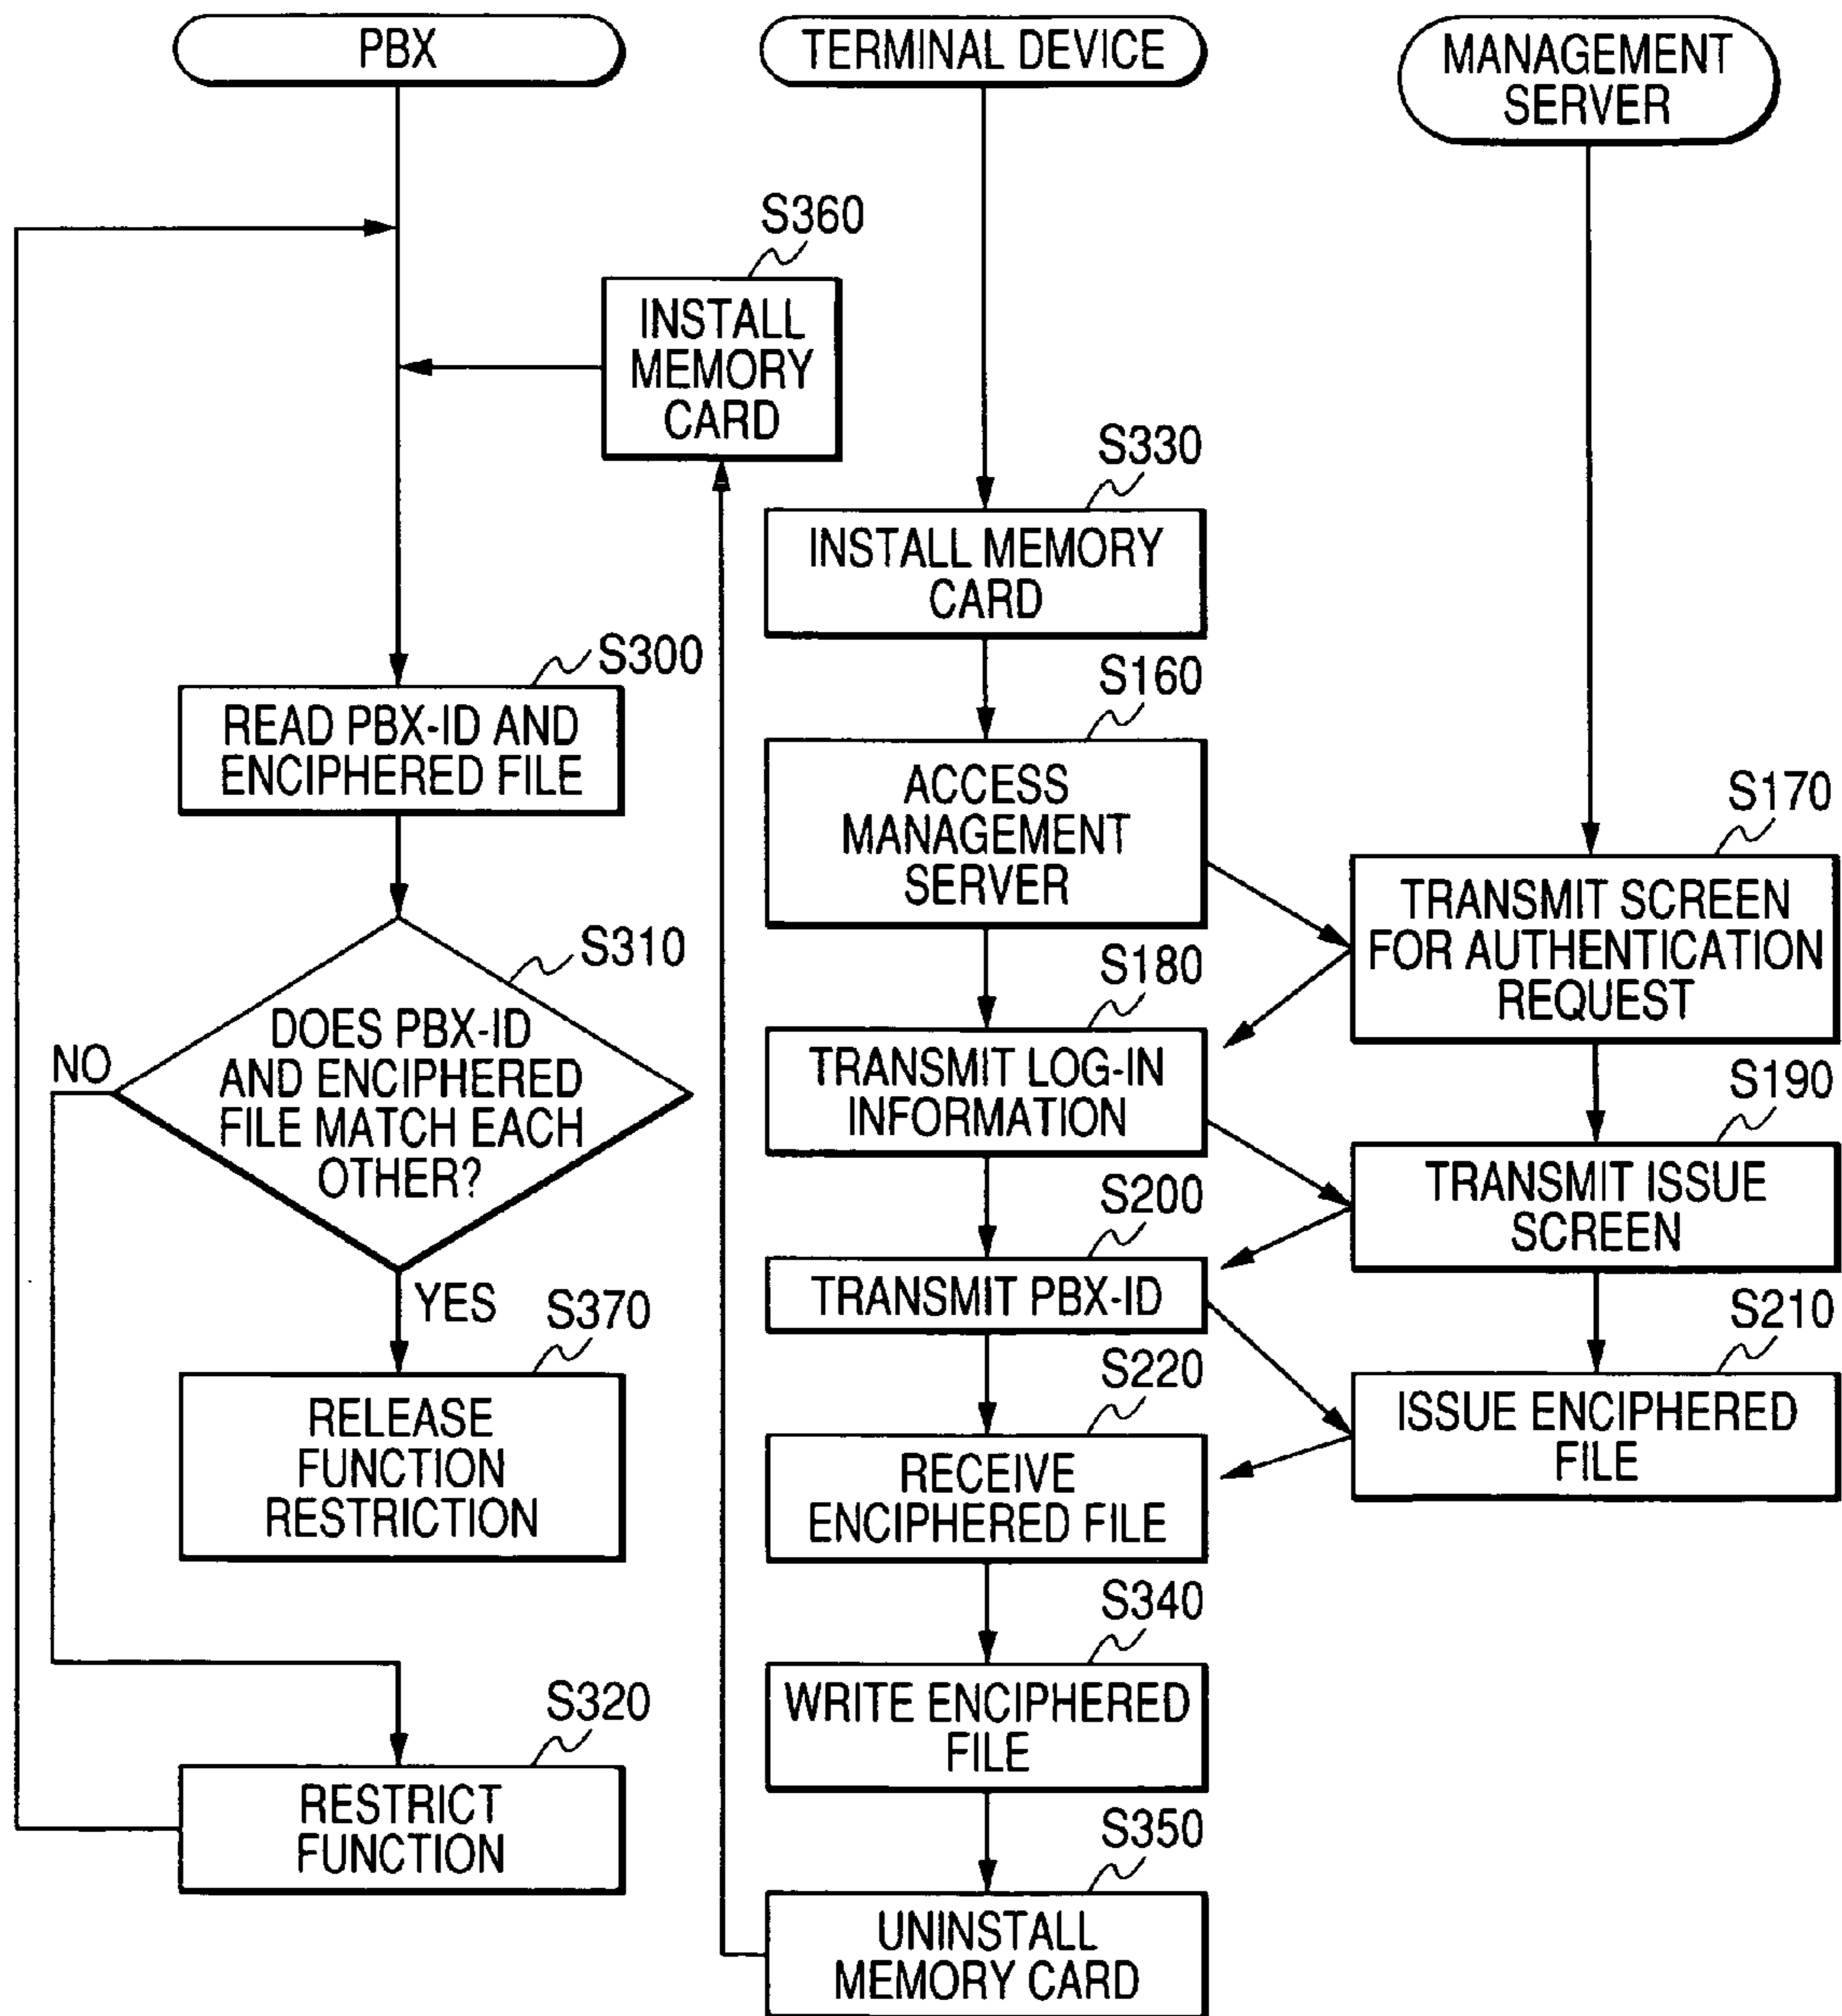 PBX
TERMINAL DEVICE
MANAGEMENT
SERVER
S360
INSTALL
MEMORY
CARD
S330
INSTALL MEMORY
CARD
S300
READ PBX-ID AND
ENCIPHERED FILE
S160
ACCESS
MANAGEMENT
SERVER
S170
TRANSMIT SCREEN
FOR AUTHENTICATION
REQUEST
S310
DOES PBX-ID
AND ENCIPHERED
FILE MATCH EACH
OTHER?
NO
YES
S180
TRANSMIT LOG-IN
INFORMATION
S190
TRANSMIT ISSUE
SCREEN
S200
TRANSMIT PBX-ID
S210
ISSUE ENCIPHERED
FILE
S370
RELEASE
FUNCTION
RESTRICTION
S220
RECEIVE
ENCIPHERED FILE
S340
WRITE ENCIPHERED
FILE
S320
RESTRICT
FUNCTION
S350
UNINSTALL
MEMORY CARD